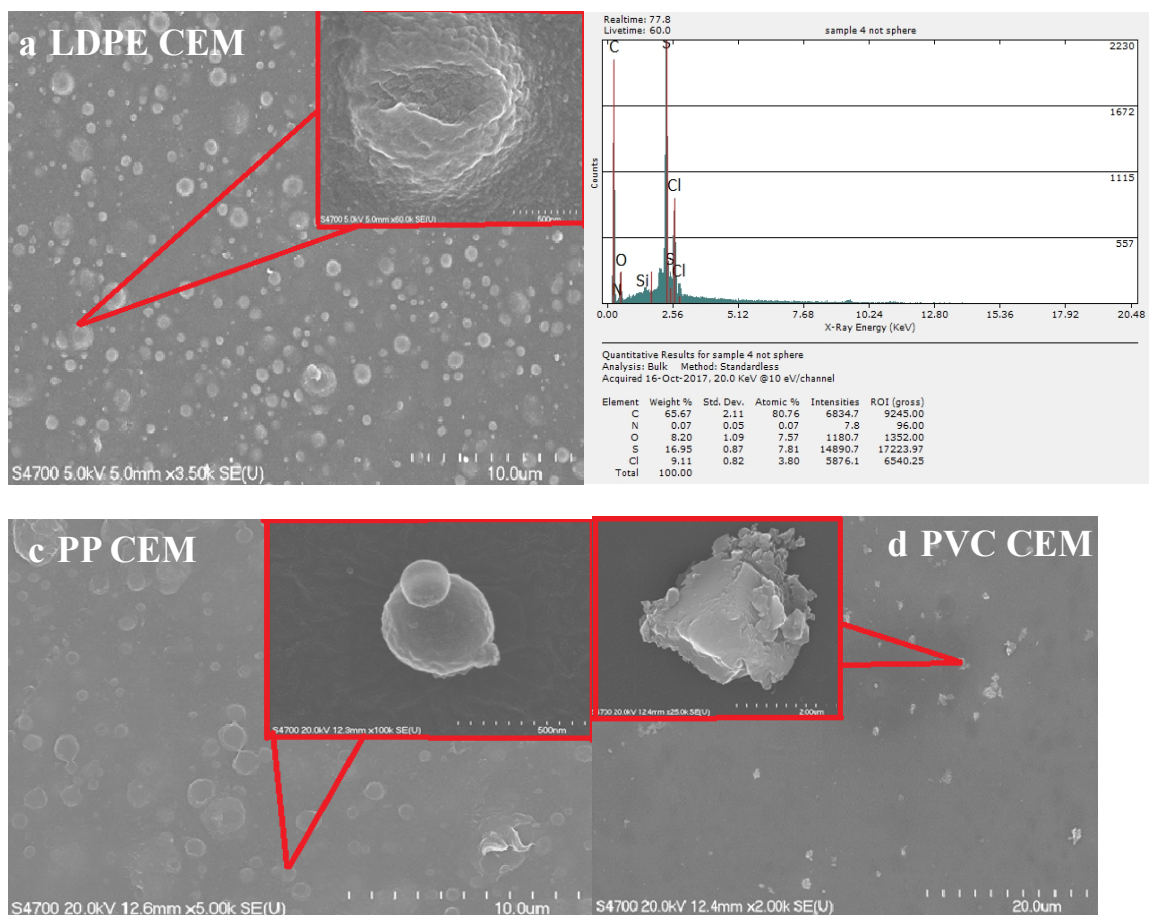 a LDPE CEM
S4700 5.0kV 5.0mm x60.0k SE(U)
500nm
S4700 5.0kV 5.0mm x3.50k SE(U)
10.0um
Realtime: 77.8
Livetime: 60.0
sample 4 not sphere
C
S
Cl
O
N
Si
S
Cl
2230
1672
1115
557
Counts
0.00 2.56 5.12 7.68 10.24 12.80 15.36 17.92 20.48
X-Ray Energy (KeV)
Quantitative Results for sample 4 not sphere
Analysis: Bulk Method: Standardless
Acquired 16-Oct-2017, 20.0 KeV @10 eV/channel
Element Weight % Std. Dev. Atomic % Intensities ROI (gross)
C 65.67 2.11 80.76 6834.7 9245.00
N 0.07 0.05 0.07 7.8 96.00
O 8.20 1.09 7.57 1180.7 1352.00
S 16.95 0.87 7.81 14890.7 17223.97
Cl 9.11 0.82 3.80 5876.1 6540.25
Total 100.00
c PP CEM
S4700 20.0kV 12.3mm x100k SE(U)
500nm
S4700 20.0kV 12.6mm x5.00k SE(U)
10.0um
d PVC CEM
S4700 20.0kV 12.4mm x25.0k SE(U)
2.00um
S4700 20.0kV 12.4mm x2.00k SE(U)
20.0um